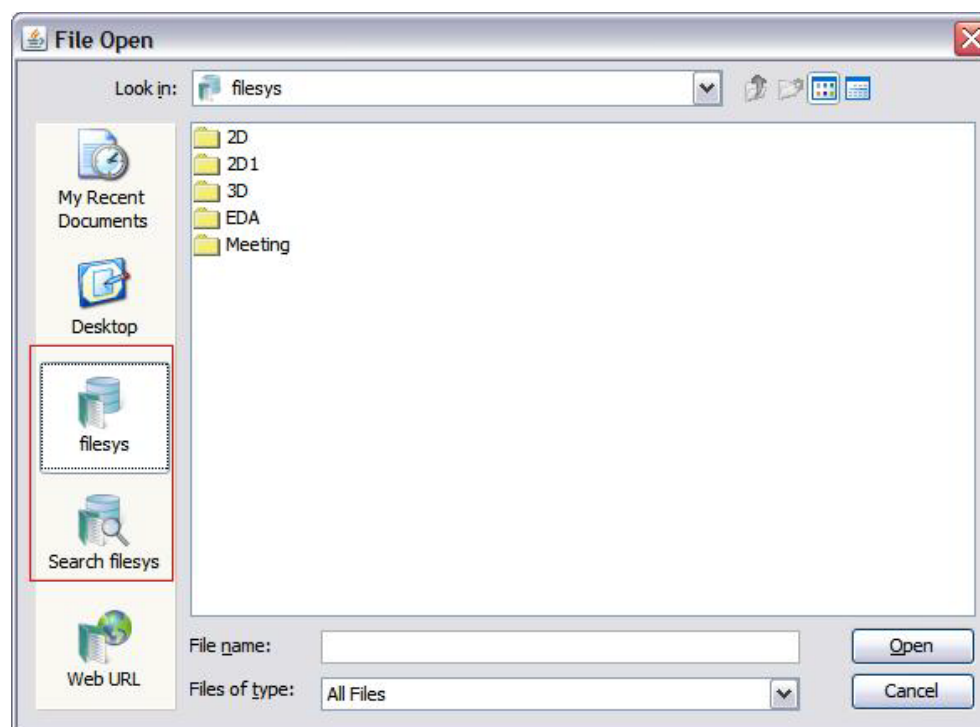 File Open
Look in:
filesys
My Recent
Documents
Desktop
filesys
Search filesys
Web URL
2D
2D1
3D
EDA
Meeting
File name:
Open
Files of type:
All Files
Cancel